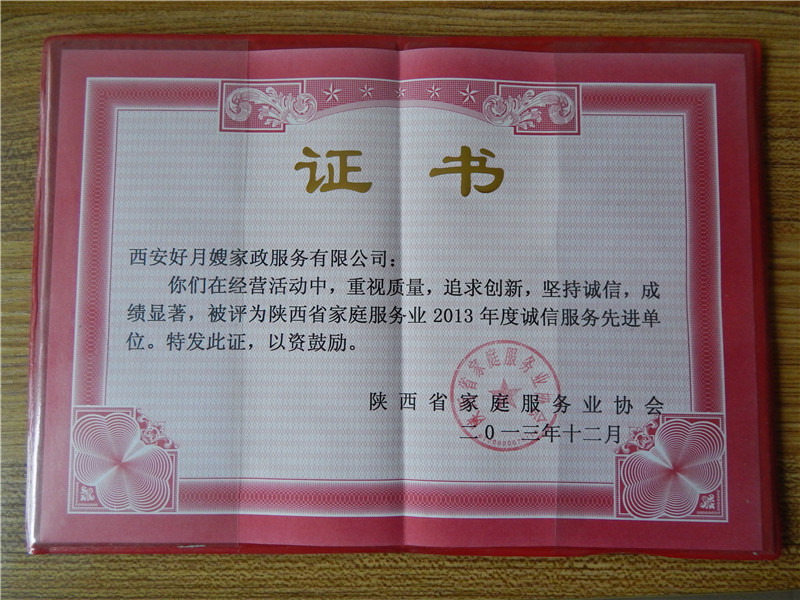 证书
西安好月嫂家政服务有限公司：
你们在经营活动中，重视质量，追求创新，坚持诚信，成
绩显著，被评为陕西省家庭服务业 2013 年度诚信服务先进单
位。特发此证，以资鼓励。
陕西省家庭服务业协会
二0一三年十二月